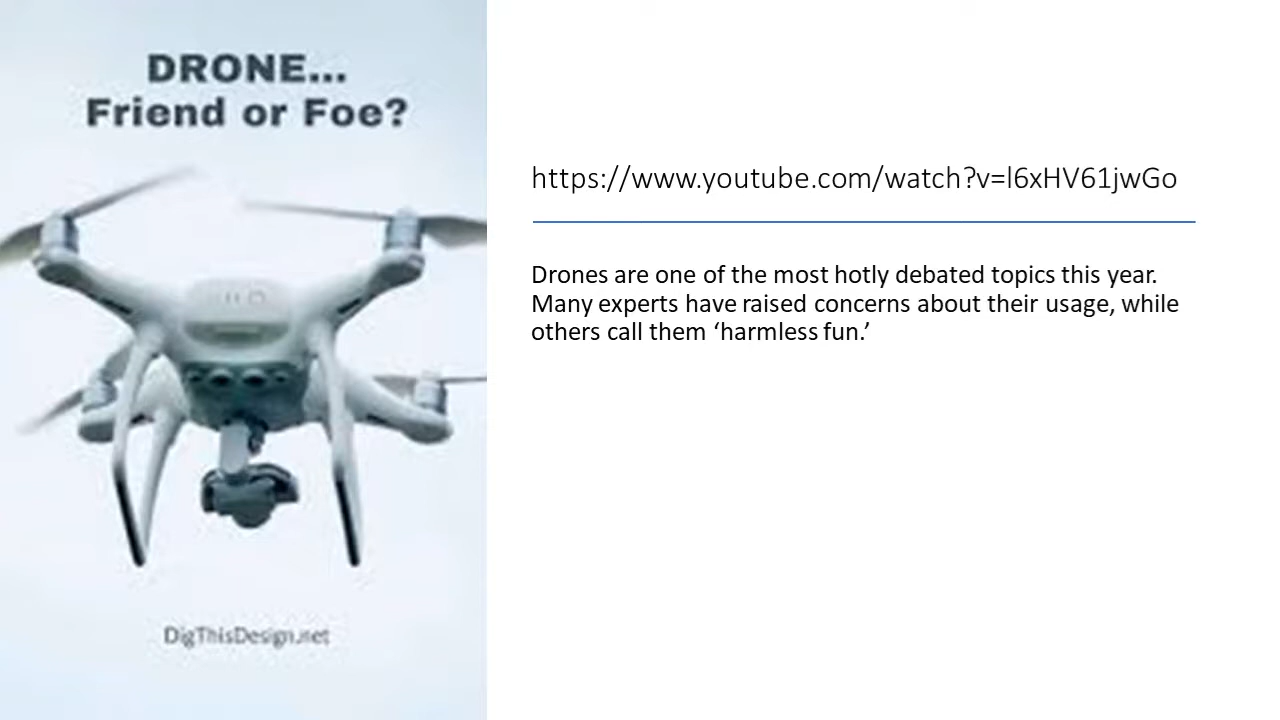 DRONE...
Friend or Foe?
https://www.youtube.com/watch?v=l6xHV61jwGo
Drones are one of the most hotly debated topics this year.
Many experts have raised concerns about their usage, while
others call them ‘harmless fun.’
DigThisDesign.net